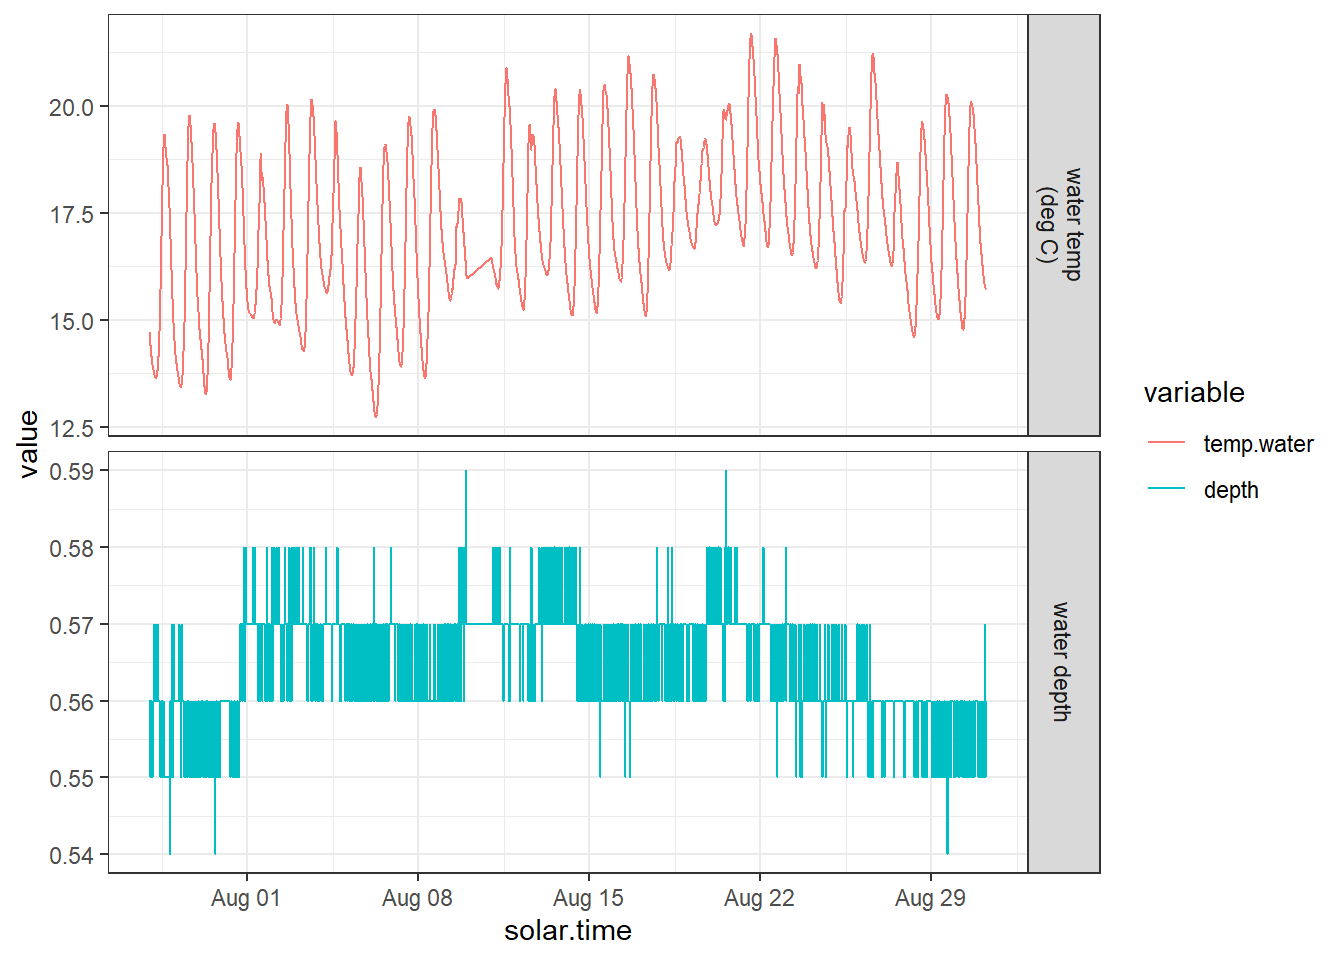 20.0
17.5
15.0
12.5
water temp
(deg C)
value
0.59
0.58
0.57
0.56
0.55
0.54
water depth
Aug 01
Aug 08
Aug 15
Aug 22
Aug 29
solar.time
variable
temp.water
depth